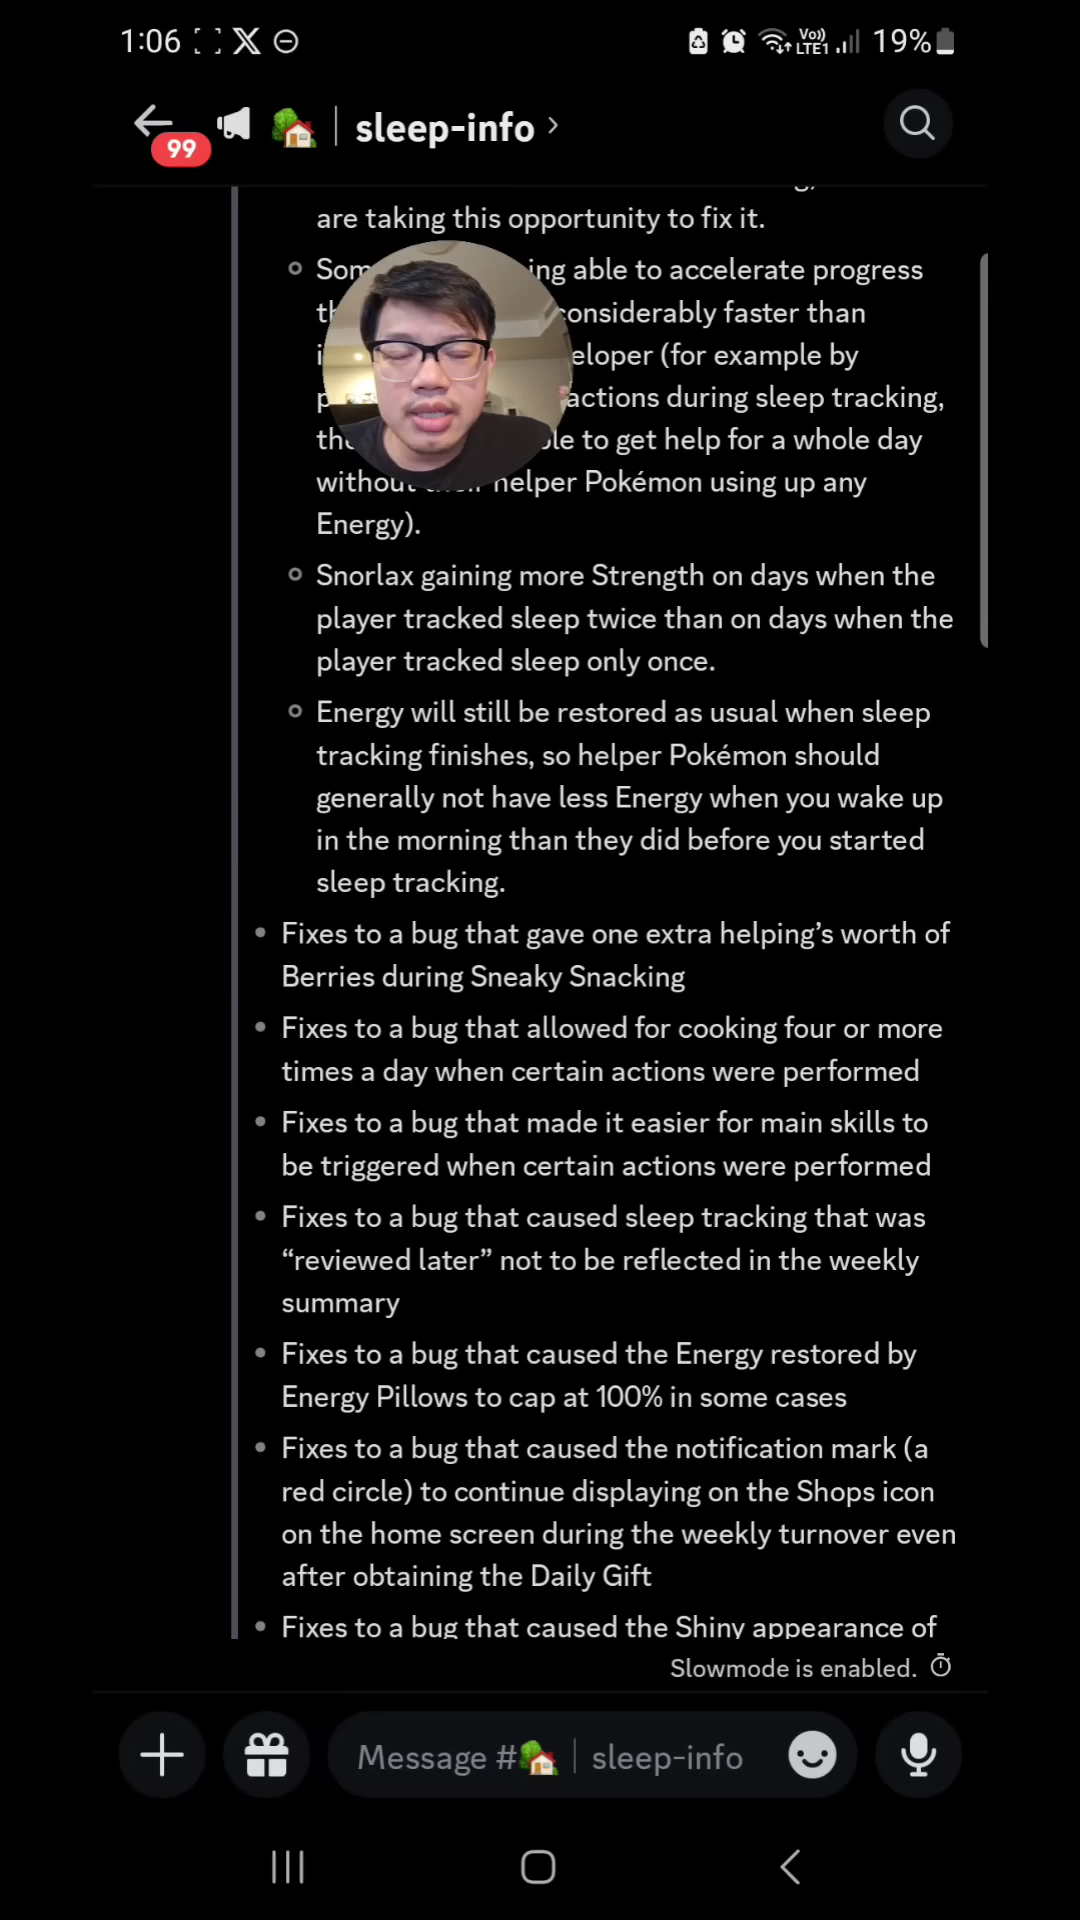 1:06
Vo))
LTE1
19%
99
sleep-info
are taking this opportunity to fix it.
ing able to accelerate progress
considerably faster than
eloper (for example by
actions during sleep tracking,
to get help for a whole day
helper Pokémon using up any
Energy).
Snorlax gaining more Strength on days when the
player tracked sleep twice than on days when the
player tracked sleep only once.
Energy will still be restored as usual when sleep
tracking finishes, so helper Pokémon should
generally not have less Energy when you wake up
in the morning than they did before you started
sleep tracking.
Fixes to a bug that gave one extra helping’s worth of
Berries during Sneaky Snacking
Fixes to a bug that allowed for cooking four or more
times a day when certain actions were performed
Fixes to a bug that made it easier for main skills to
be triggered when certain actions were performed
Fixes to a bug that caused sleep tracking that was
“reviewed later” not to be reflected in the weekly
summary
Fixes to a bug that caused the Energy restored by
Energy Pillows to cap at 100% in some cases
Fixes to a bug that caused the notification mark (a
red circle) to continue displaying on the Shops icon
on the home screen during the weekly turnover even
after obtaining the Daily Gift
Fixes to a bug that caused the Shiny appearance of
Slowmode is enabled.
Message # | sleep-info